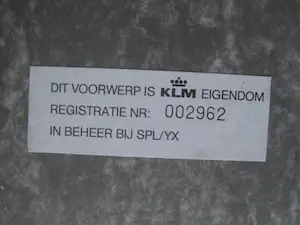 DIT VOORWERP IS KLM EIGENDOM
REGISTRATIE NR: 002962
IN BEHEER BIJ SPL/YX